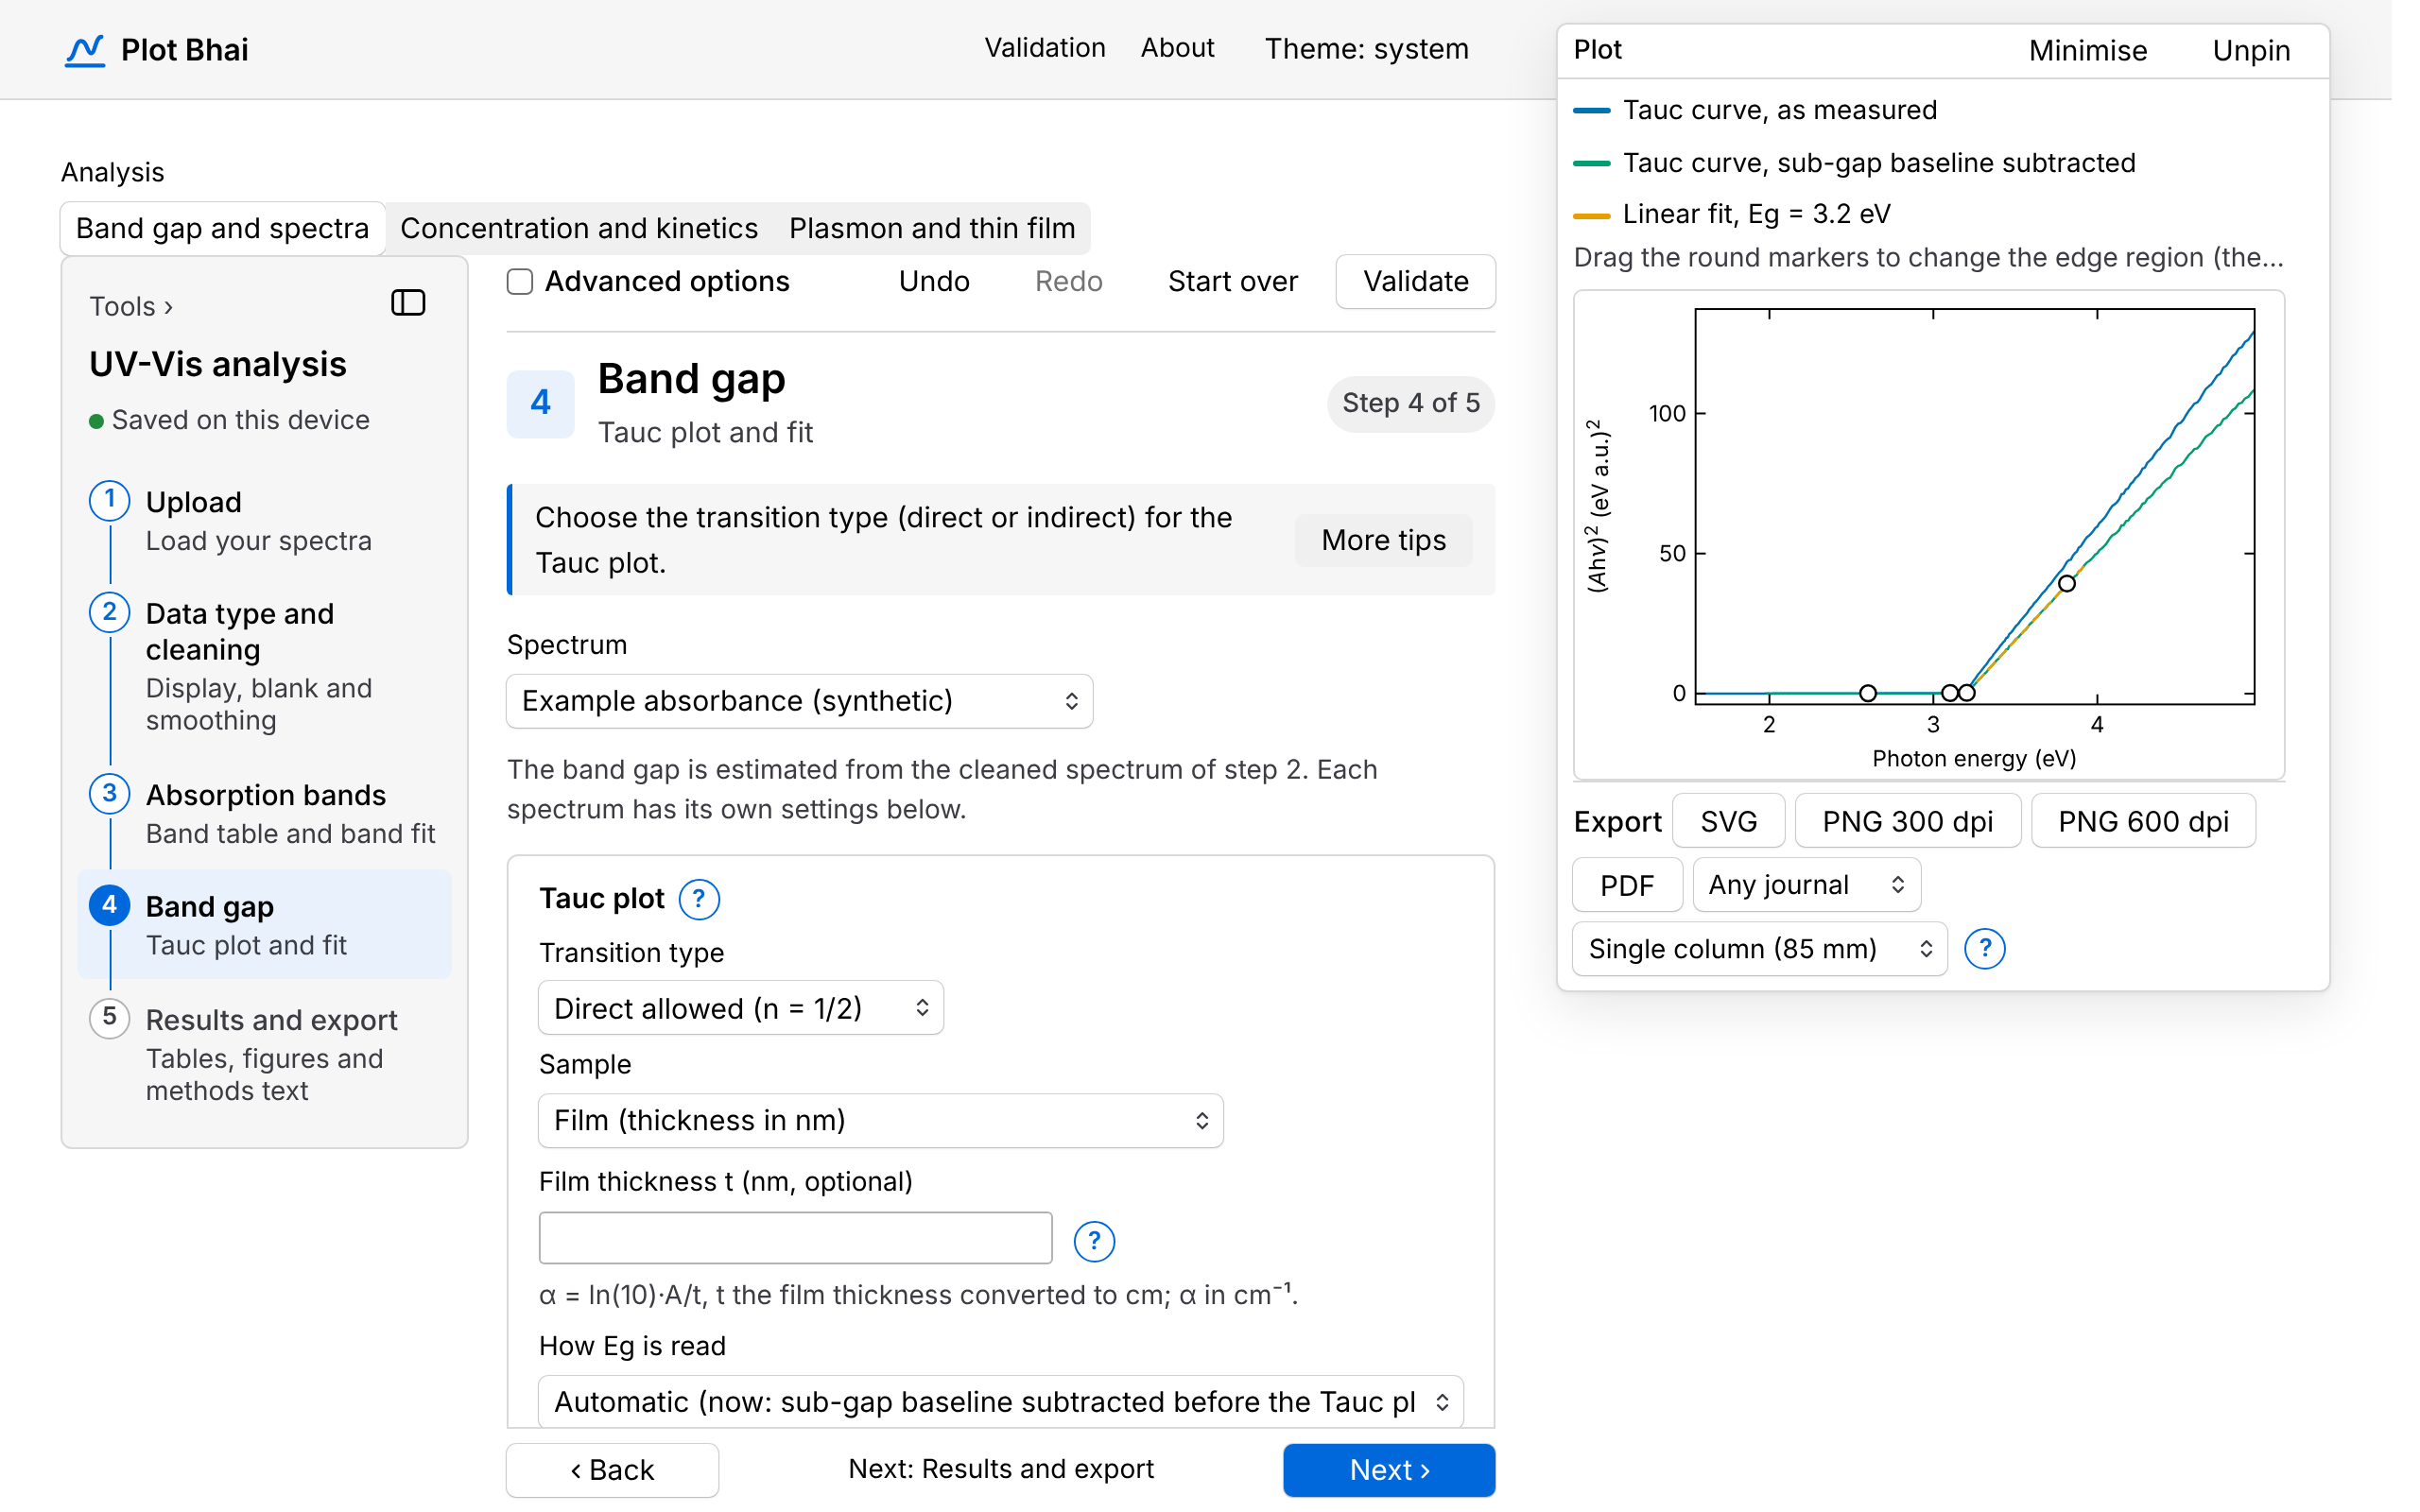 Plot Bhai
Validation
About
Theme: system
Analysis
Band gap and spectra
Concentration and kinetics
Plasmon and thin film
Tools ›
UV-Vis analysis
Saved on this device
1
Upload
Load your spectra
2
Data type and
cleaning
Display, blank and
smoothing
3
Absorption bands
Band table and band fit
4
Band gap
Tauc plot and fit
5
Results and export
Tables, figures and
methods text
Advanced options
Undo
Redo
Start over
Validate
4
Band gap
Tauc plot and fit
Step 4 of 5
Choose the transition type (direct or indirect) for the
Tauc plot.
More tips
Spectrum
Example absorbance (synthetic)
The band gap is estimated from the cleaned spectrum of step 2. Each
spectrum has its own settings below.
Tauc plot
?
Transition type
Direct allowed (n = 1/2)
Sample
Film (thickness in nm)
Film thickness t (nm, optional)
?
α = ln(10)·A/t, t the film thickness converted to cm; α in cm⁻¹.
How Eg is read
Automatic (now: sub-gap baseline subtracted before the Tauc pl
‹ Back
Next: Results and export
Next ›
Plot
Minimise
Unpin
Tauc curve, as measured
Tauc curve, sub-gap baseline subtracted
Linear fit, Eg = 3.2 eV
Drag the round markers to change the edge region (the...
(Ahν)² (eV a.u.)²
100
50
0
2
3
4
Photon energy (eV)
Export
SVG
PNG 300 dpi
PNG 600 dpi
PDF
Any journal
Single column (85 mm)
?